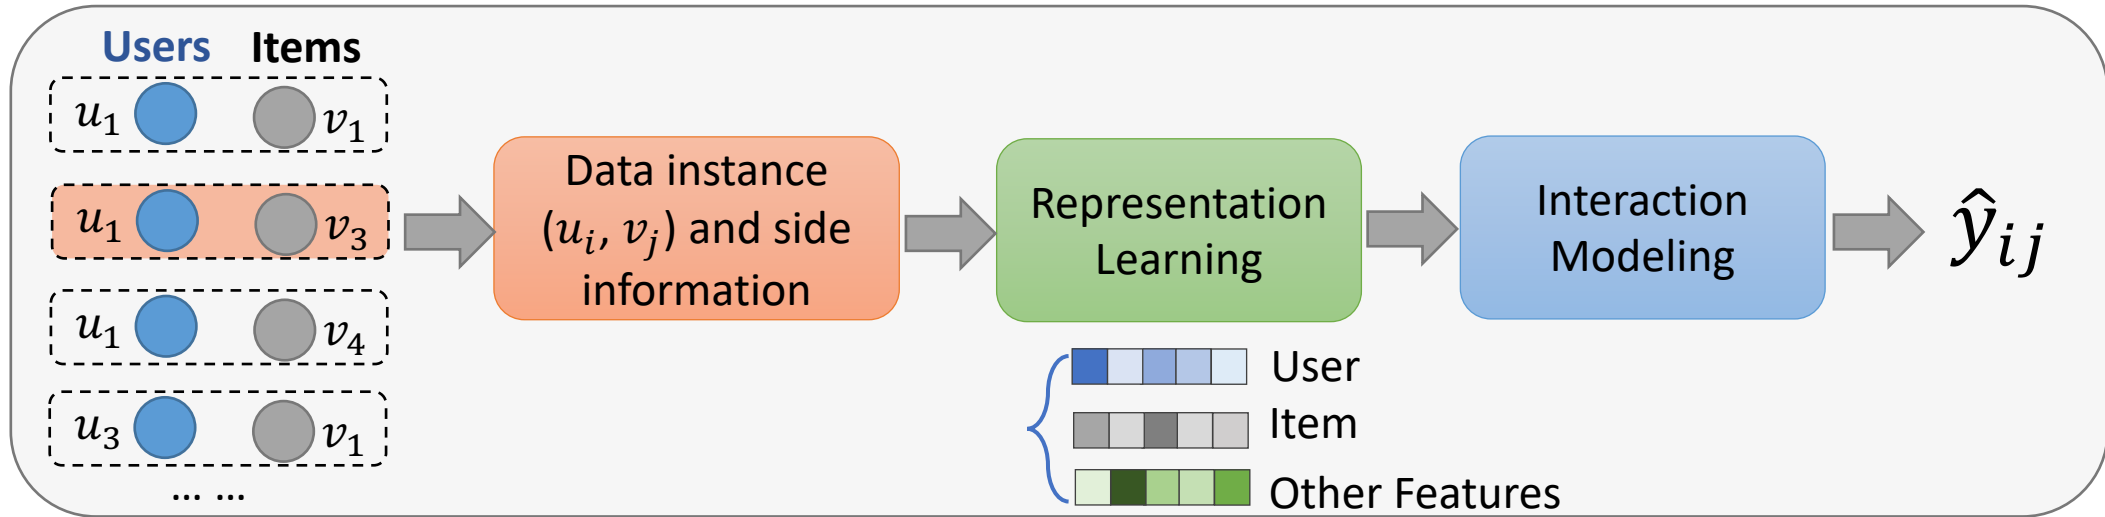 Users Items
u₁ v₁
u₁ v₃
u₁ v₄
u₃ v₁
... ...
Data instance
(uᵢ, vⱼ) and side
information
Representation
Learning
User
Item
Other Features
Interaction
Modeling
ŷᵢⱼ